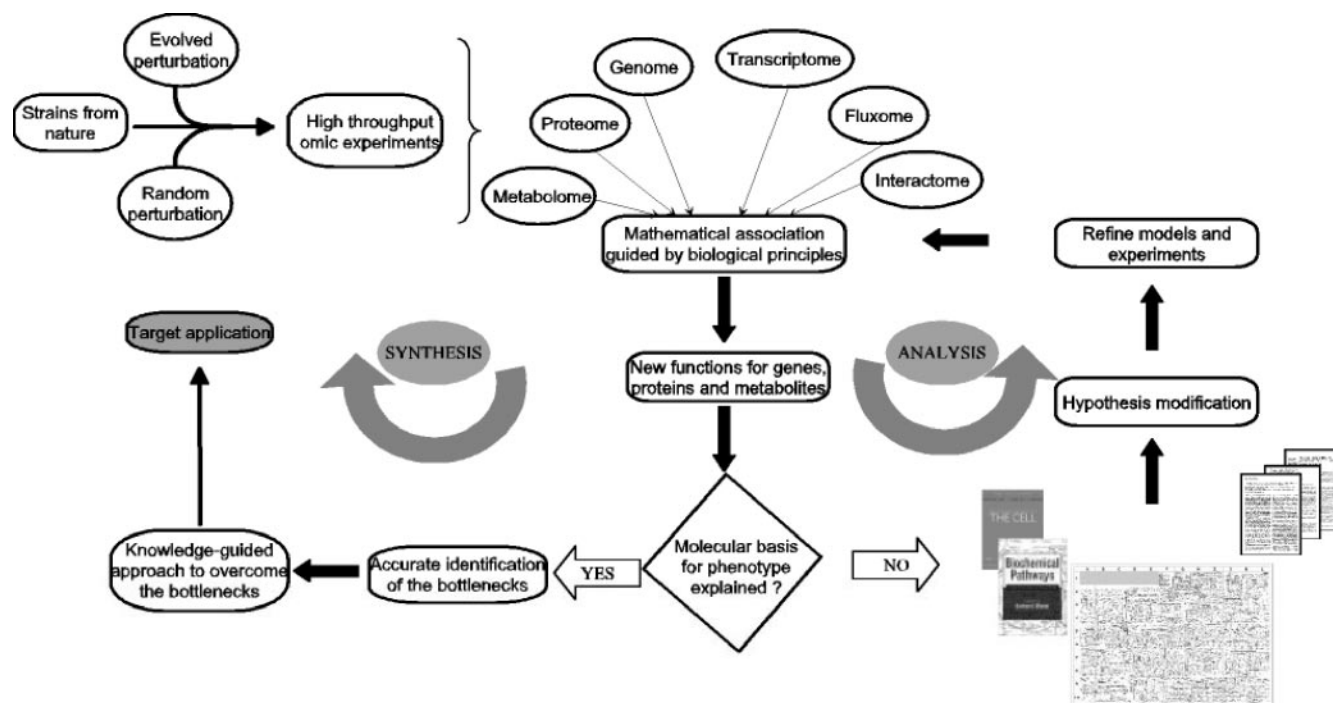 Evolved
perturbation
Strains from
nature
Random
perturbation
High throughput
omic experiments
Metabolome
Proteome
Genome
Transcriptome
Fluxome
Interactome
Mathematical association
guided by biological principles
Refine models and
experiments
Target application
SYNTHESIS
New functions for genes,
proteins and metabolites
ANALYSIS
Hypothesis modification
Knowledge-guided
approach to overcome
the bottlenecks
Accurate identification
of the bottlenecks
YES
Molecular basis
for phenotype
explained ?
NO
THE CELL
Biochemical
Pathways